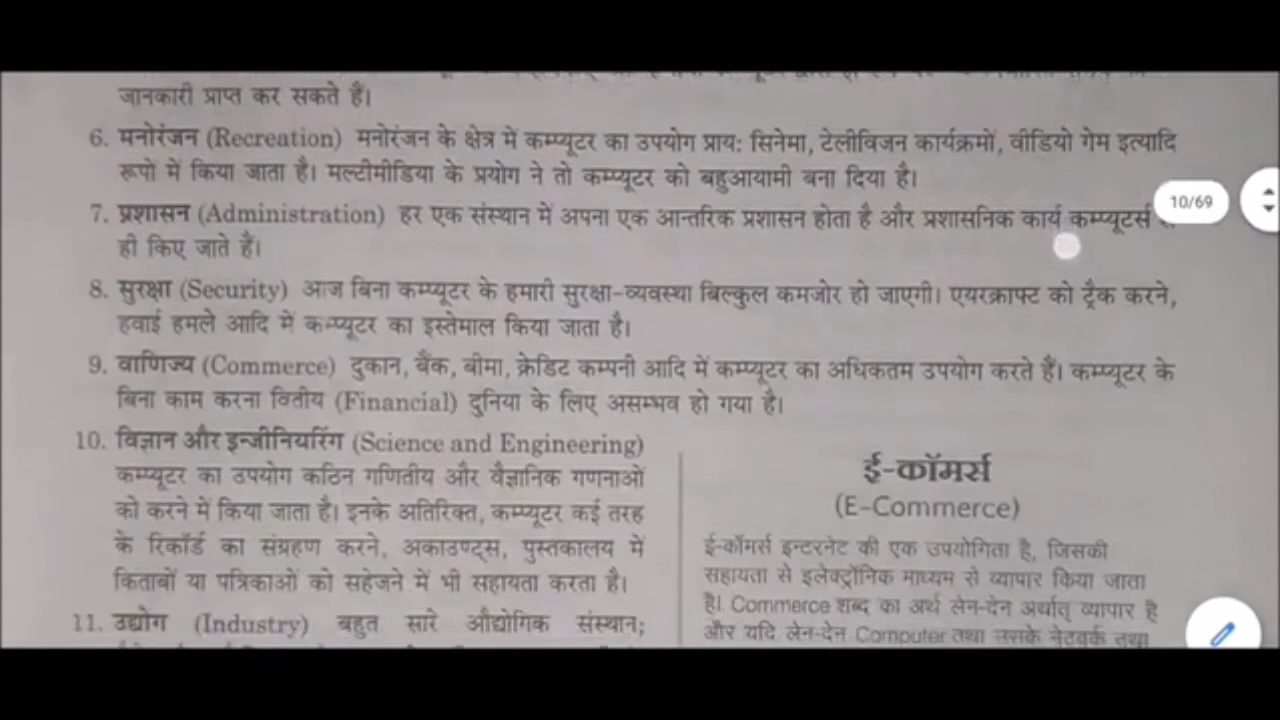 जानकारी प्राप्त कर सकते हैं।
6. मनोरंजन (Recreation) मनोरंजन के क्षेत्र में कम्प्यूटर का उपयोग प्राय: सिनेमा, टेलीविजन कार्यक्रमों, वीडियो गेम इत्यादि
रूपों में किया जाता है। मल्टीमीडिया के प्रयोग ने तो कम्प्यूटर को बहुआयामी बना दिया है।
10/69
7. प्रशासन (Administration) हर एक संस्थान में अपना एक आन्तरिक प्रशासन होता है और प्रशासनिक कार्य कम्प्यूटर्स
ही किए जाते हैं।
8. सुरक्षा (Security) आज बिना कम्प्यूटर के हमारी सुरक्षा-व्यवस्था बिल्कुल कमजोर हो जाएगी। एयरक्राफ्ट को ट्रैक करने,
हवाई हमले आदि में कम्प्यूटर का इस्तेमाल किया जाता है।
9. वाणिज्य (Commerce) दुकान, बैंक, बीमा, क्रेडिट कम्पनी आदि में कम्प्यूटर का अधिकतम उपयोग करते हैं। कम्प्यूटर के
बिना काम करना वितीय (Financial) दुनिया के लिए असम्भव हो गया है।
10. विज्ञान और इन्जीनियरिंग (Science and Engineering)
कम्प्यूटर का उपयोग कठिन गणितीय और वैज्ञानिक गणनाओं
को करने में किया जाता है। इनके अतिरिक्त, कम्प्यूटर कई तरह
के रिकॉर्ड का संग्रहण करने, अकाउण्ट्स, पुस्तकालय में
किताबों या पत्रिकाओं को सहेजने में भी सहायता करता है।
11. उद्योग (Industry) बहुत सारे औद्योगिक संस्थान;
ई-कॉमर्स
(E-Commerce)
ई-कॉमर्स इन्टरनेट की एक उपयोगिता है, जिसकी
सहायता से इलेक्ट्रॉनिक माध्यम से व्यापार किया जाता
है। Commerce शब्द का अर्थ लेन-देन अर्थात् व्यापार है
और यदि लेन-देन Computer तथा उसके नेटवर्क तथा